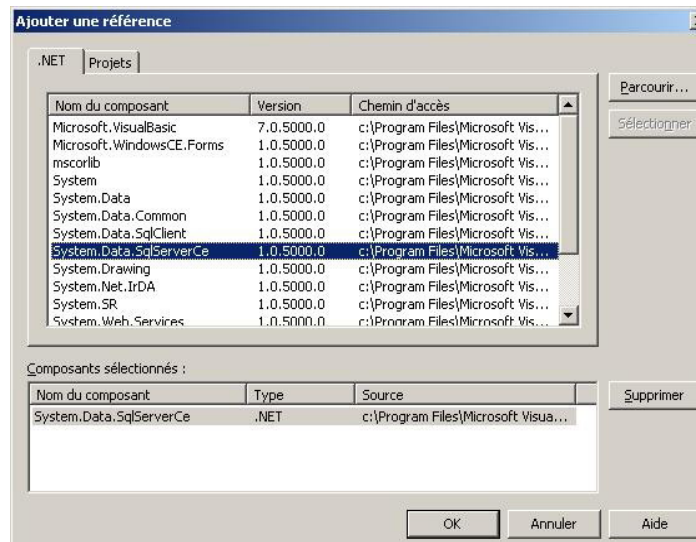 Ajouter une référence
.NET Projets
Parcourir...
Nom du composant Version Chemin d'accès
Sélectionner
Microsoft.VisualBasic 7.0.5000.0 c:\Program Files\Microsoft Vis...
Microsoft.WindowsCE.Forms 1.0.5000.0 c:\Program Files\Microsoft Vis...
mscorlib 1.0.5000.0 c:\Program Files\Microsoft Vis...
System 1.0.5000.0 c:\Program Files\Microsoft Vis...
System.Data 1.0.5000.0 c:\Program Files\Microsoft Vis...
System.Data.Common 1.0.5000.0 c:\Program Files\Microsoft Vis...
System.Data.SqlClient 1.0.5000.0 c:\Program Files\Microsoft Vis...
System.Data.SqlServerCe 1.0.5000.0 c:\Program Files\Microsoft Vis...
System.Drawing 1.0.5000.0 c:\Program Files\Microsoft Vis...
System.Net.IrDA 1.0.5000.0 c:\Program Files\Microsoft Vis...
System.SR 1.0.5000.0 c:\Program Files\Microsoft Vis...
System.Web.Services 1.0.5000.0 c:\Program Files\Microsoft Vis...
Composants sélectionnés :
Nom du composant Type Source
Supprimer
System.Data.SqlServerCe .NET c:\Program Files\Microsoft Visua...
OK Annuler Aide